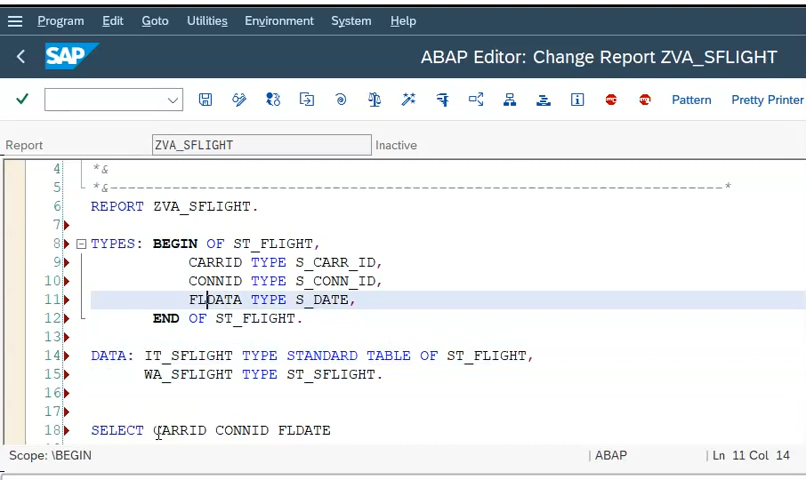 Program Edit Goto Utilities Environment System Help
SAP ABAP Editor: Change Report ZVA_SFLIGHT
Pattern Pretty Printer
Report ZVA_SFLIGHT Inactive
4 *&
5 *&---------------------------------------------------------------------*
6 REPORT ZVA_SFLIGHT.
7
8 TYPES: BEGIN OF ST_FLIGHT,
9 CARRID TYPE S_CARR_ID,
10 CONNID TYPE S_CONN_ID,
11 FLDATA TYPE S_DATE,
12 END OF ST_FLIGHT.
13
14 DATA: IT_SFLIGHT TYPE STANDARD TABLE OF ST_FLIGHT,
15 WA_SFLIGHT TYPE ST_SFLIGHT.
16
17
18 SELECT CARRID CONNID FLDATE
Scope: \BEGIN ABAP Ln 11 Col 14